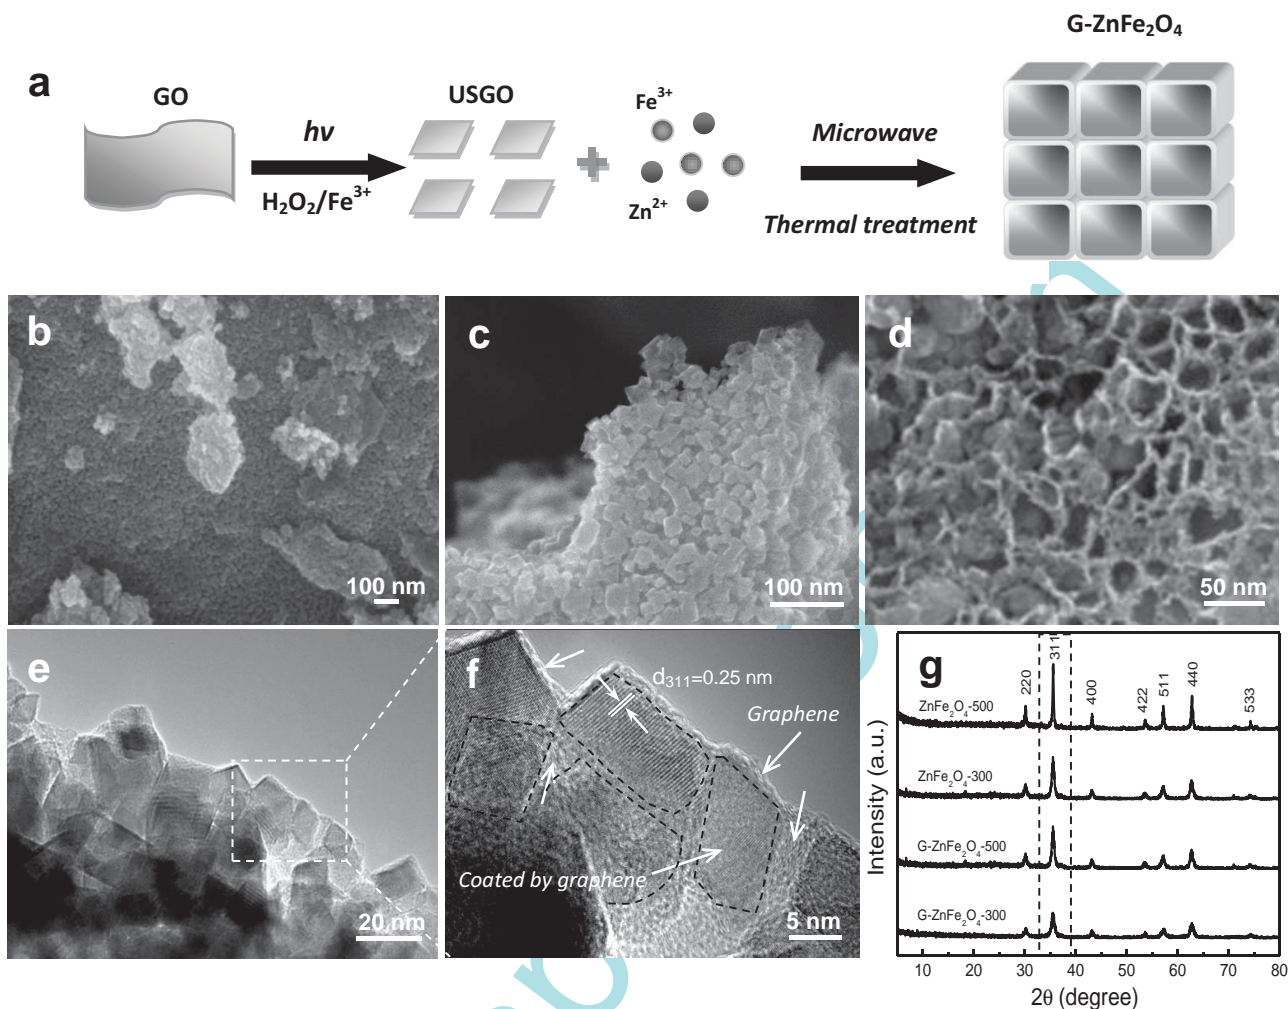 G-ZnFe₂O₄
a
GO
USGO
Fe³⁺
hν
Microwave
H₂O₂/Fe³⁺
Zn²⁺
Thermal treatment
b
100 nm
c
100 nm
d
50 nm
e
20 nm
f
d₃₁₁=0.25 nm
Graphene
Coated by graphene
5 nm
g
220
311
400
422
511
440
533
ZnFe₂O₄-500
ZnFe₂O₄-300
G-ZnFe₂O₄-500
G-ZnFe₂O₄-300
Intensity (a.u.)
10 20 30 40 50 60 70 80
2θ (degree)